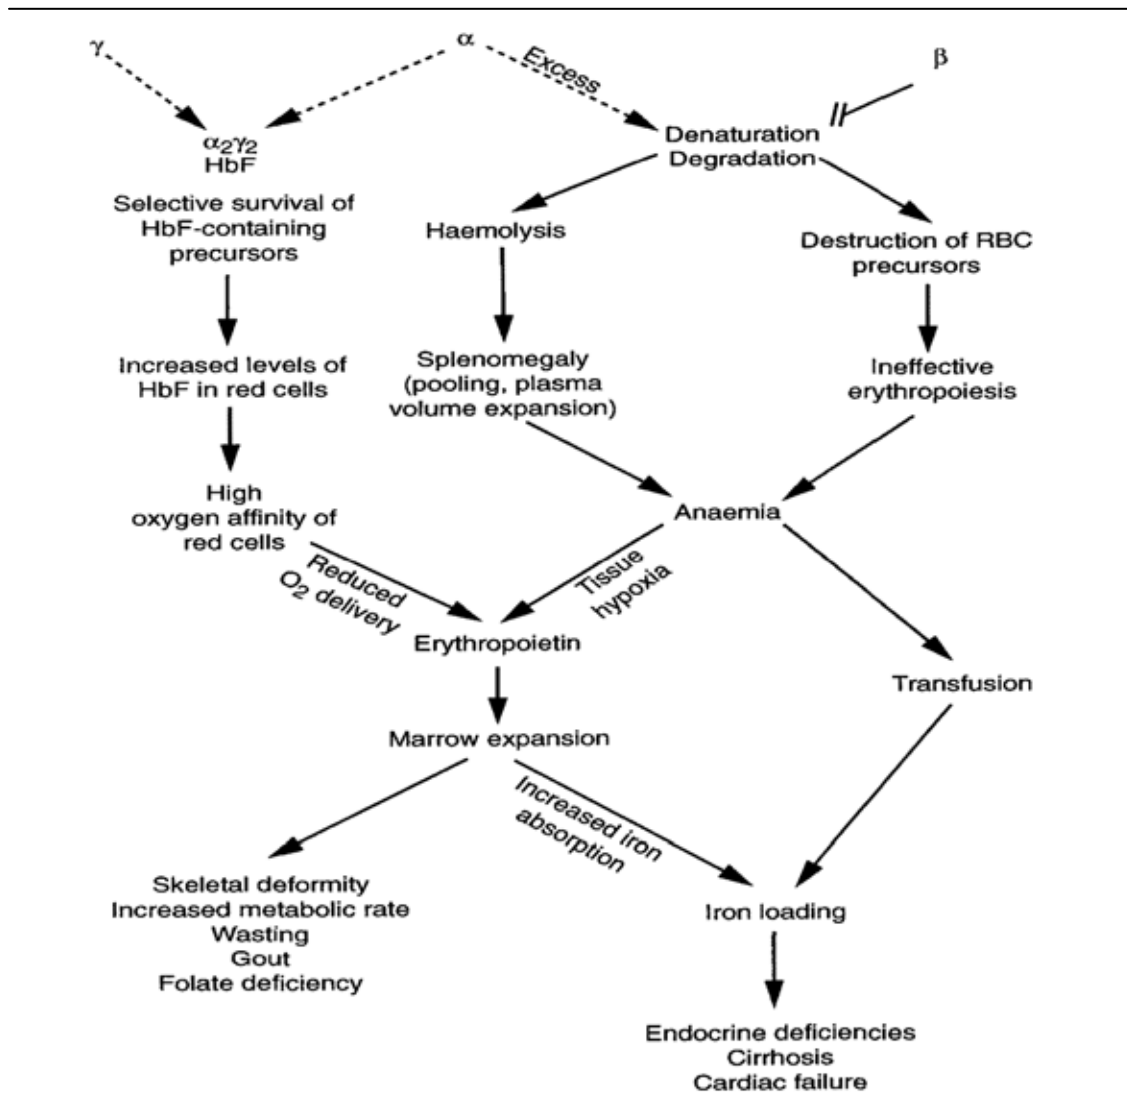 γ
α
Excess
β
α2γ2
HbF
Denaturation
Degradation
Selective survival of
HbF-containing
precursors
Haemolysis
Destruction of RBC
precursors
Increased levels of
HbF in red cells
Splenomegaly
(pooling, plasma
volume expansion)
Ineffective
erythropoiesis
High
oxygen affinity of
red cells
Anaemia
Reduced
O2 delivery
Tissue
hypoxia
Erythropoietin
Transfusion
Marrow expansion
Increased iron
absorption
Skeletal deformity
Increased metabolic rate
Wasting
Gout
Folate deficiency
Iron loading
Endocrine deficiencies
Cirrhosis
Cardiac failure